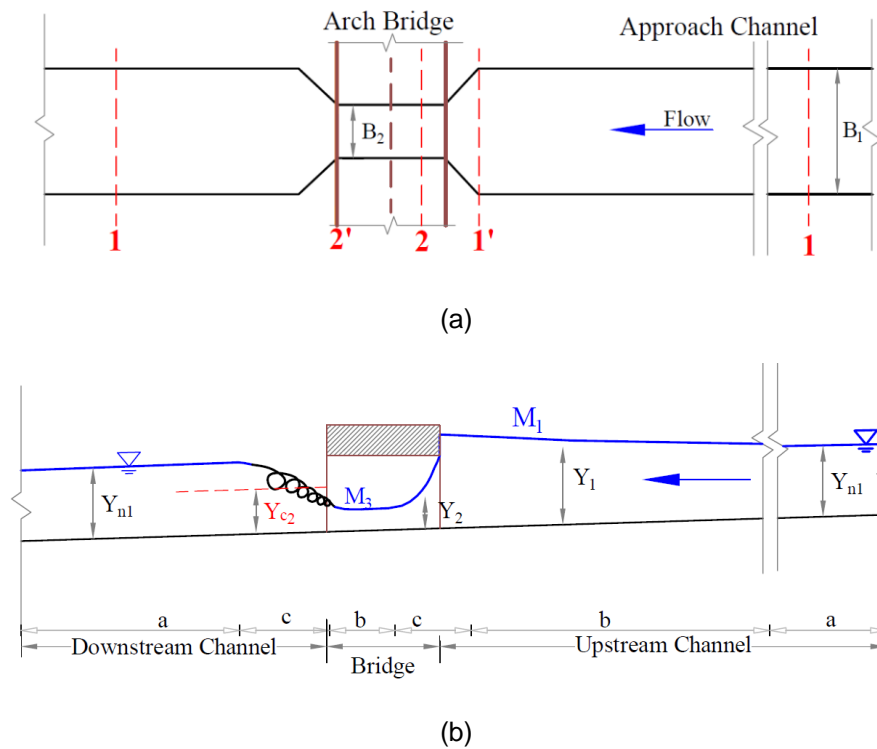 Arch Bridge
Approach Channel
B₂
Flow
B₁
1
2'
2
1'
1
(a)
M₁
Yₙ₁
Y꜀₂
M₃
Y₂
Y₁
Yₙ₁
a
c
b
c
b
a
Downstream Channel
Bridge
Upstream Channel
(b)